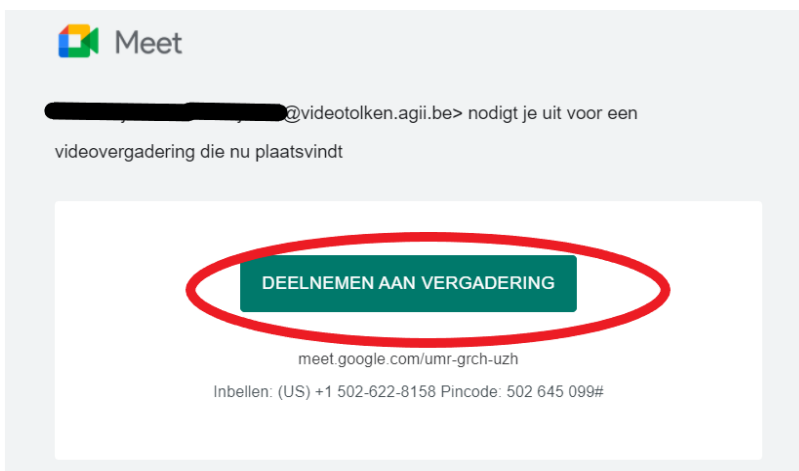 Meet
@videotolken.agii.be> nodigt je uit voor een
videovergadering die nu plaatsvindt
DEELNEMEN AAN VERGADERING
meet.google.com/umr-grch-uzh
Inbellen: (US) +1 502-622-8158 Pincode: 502 645 099#